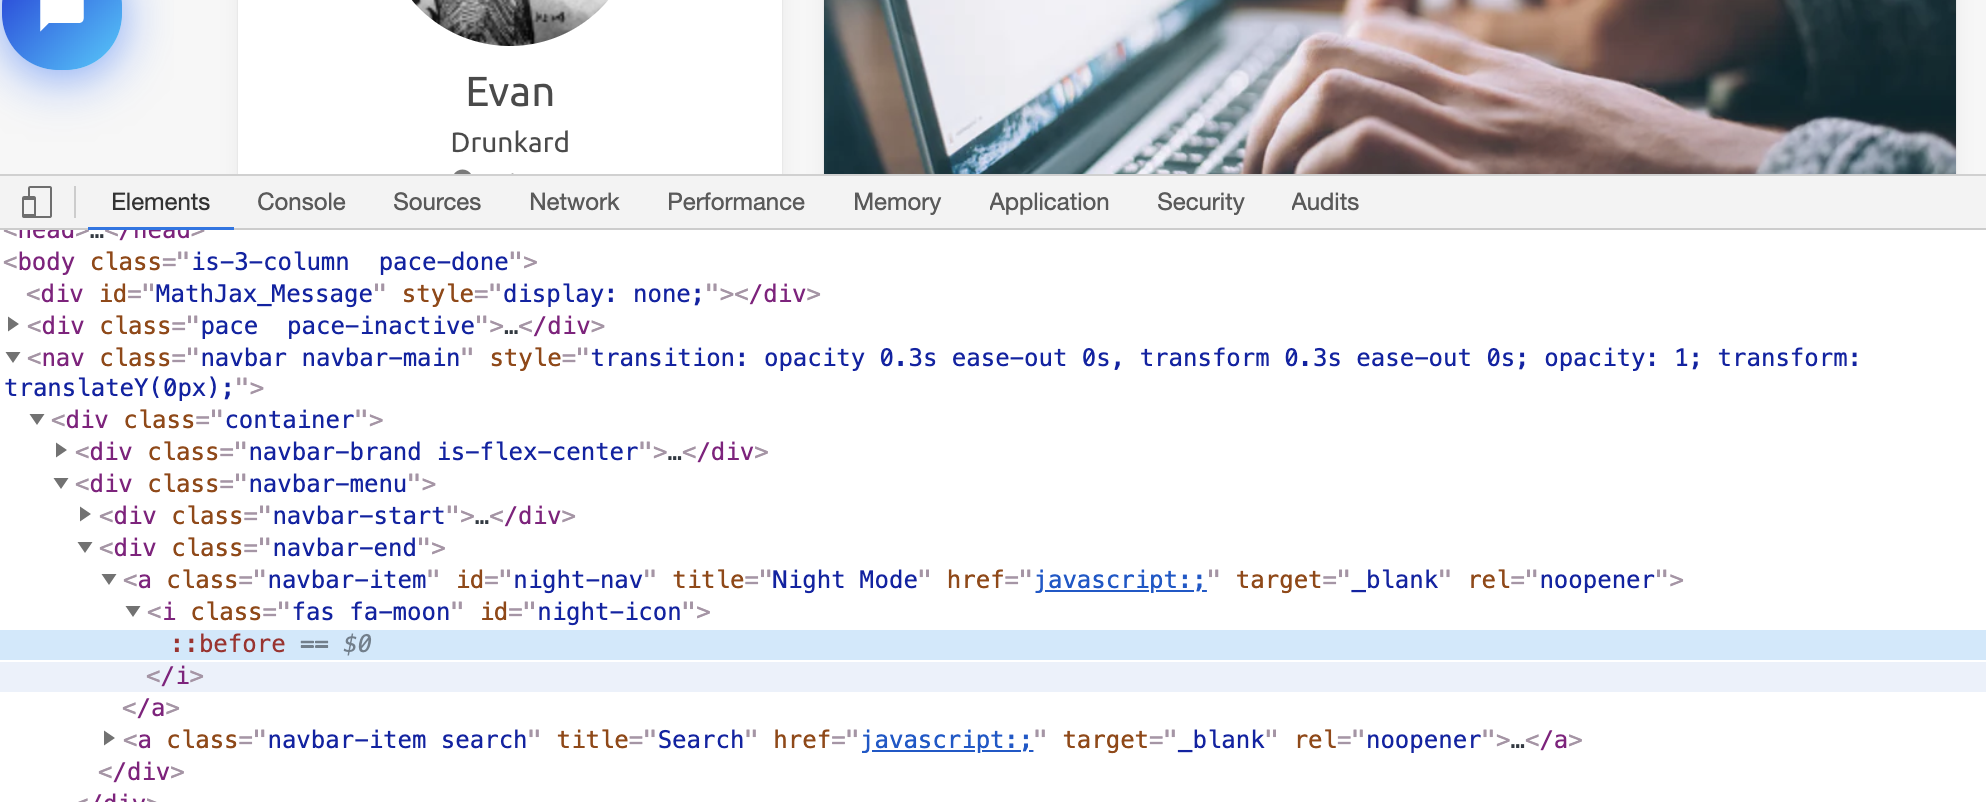 Evan
Drunkard
Elements Console Sources Network Performance Memory Application Security Audits
<head>…</head>
<body class="is-3-column  pace-done">
<div id="MathJax_Message" style="display: none;"></div>
<div class="pace  pace-inactive">…</div>
<nav class="navbar navbar-main" style="transition: opacity 0.3s ease-out 0s, transform 0.3s ease-out 0s; opacity: 1; transform:
translateY(0px);">
<div class="container">
<div class="navbar-brand is-flex-center">…</div>
<div class="navbar-menu">
<div class="navbar-start">…</div>
<div class="navbar-end">
<a class="navbar-item" id="night-nav" title="Night Mode" href="javascript:;" target="_blank" rel="noopener">
<i class="fas fa-moon" id="night-icon">
::before == $0
</i>
</a>
<a class="navbar-item search" title="Search" href="javascript:;" target="_blank" rel="noopener">…</a>
</div>
</div>